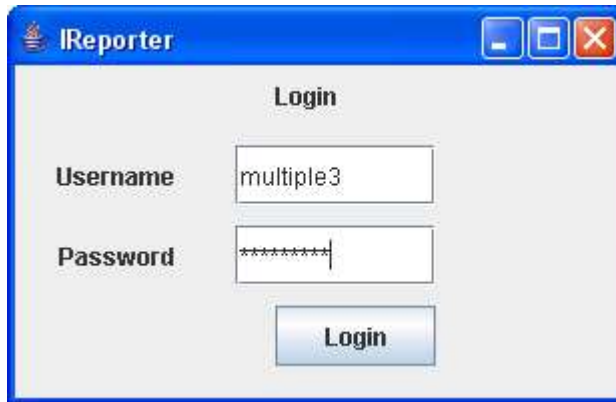 IReporter
Login
Username multiple3
Password *********
Login